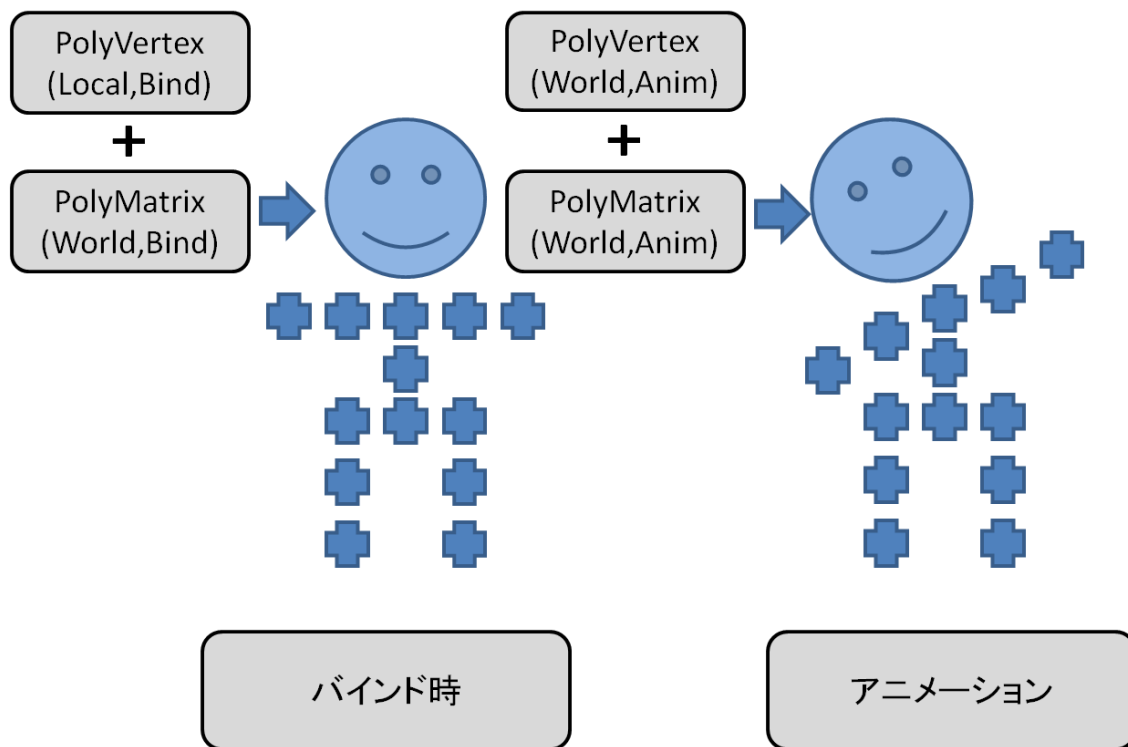 PolyVertex
(Local,Bind)
+
PolyMatrix
(World,Bind)
PolyVertex
(World,Anim)
+
PolyMatrix
(World,Anim)
バインド時
アニメーション